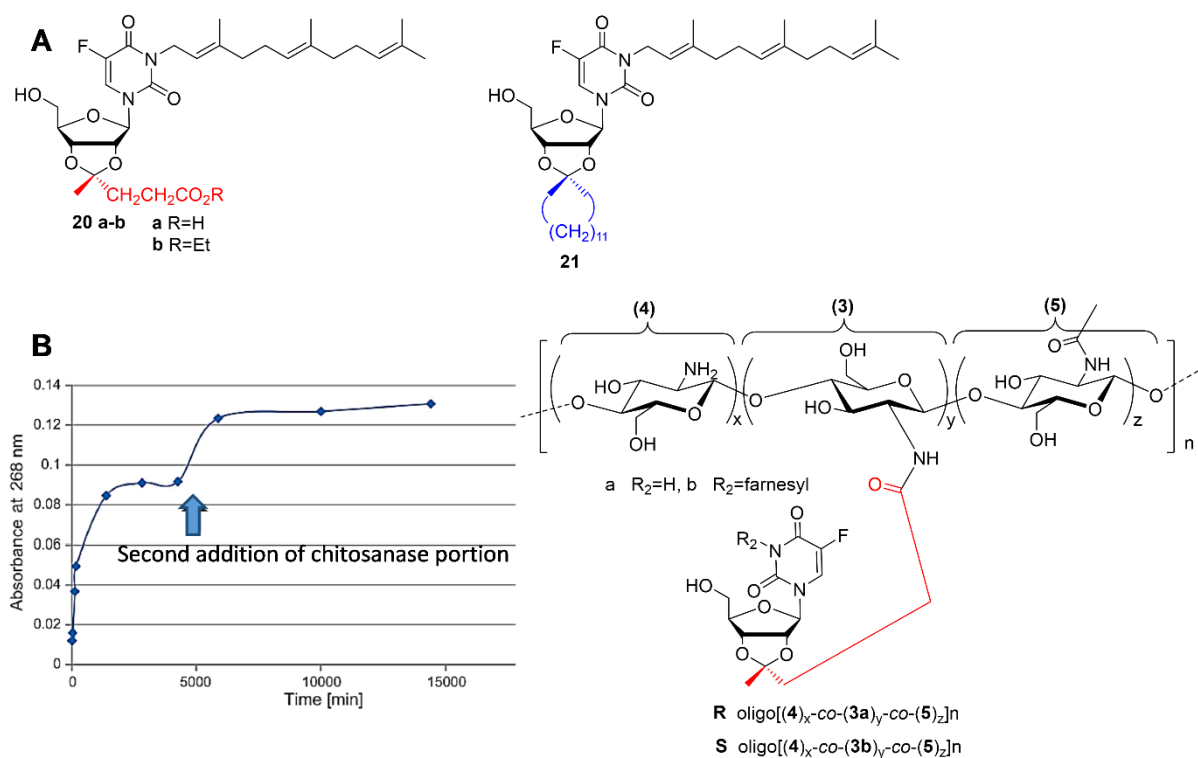 A
F
O
N
N
O
HO
O
O
O
CH₂CH₂CO₂R
20 a-b
a R=H
b R=Et
F
O
N
N
O
HO
O
O
O
(CH₂)₁₁
21
B
Absorbance at 268 nm
0.14
0.12
0.1
0.08
0.06
0.04
0.02
0
0
5000
10000
15000
Time [min]
Second addition of chitosanase portion
(4)
(3)
(5)
HO
NH₂
O
O
OH
x
HO
O
HO
O
NH
y
O
NH
HO
O
O
O
OH
z
n
a R₂=H, b R₂=farnesyl
O
R₂
N
O
F
O
N
HO
O
O
O
R oligo[(4)ₓ-co-(3a)y-co-(5)z]n
S oligo[(4)ₓ-co-(3b)y-co-(5)z]n